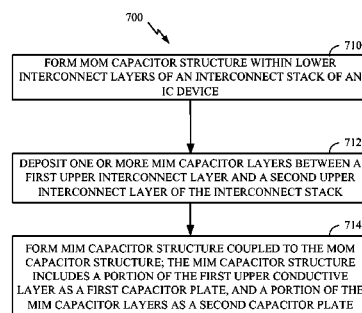 700
710
FORM MOM CAPACITOR STRUCTURE WITHIN LOWER
INTERCONNECT LAYERS OF AN INTERCONNECT STACK OF AN
IC DEVICE
712
DEPOSIT ONE OR MORE MIM CAPACITOR LAYERS BETWEEN A
FIRST UPPER INTERCONNECT LAYER AND A SECOND UPPER
INTERCONNECT LAYER OF THE INTERCONNECT STACK
714
FORM MIM CAPACITOR STRUCTURE COUPLED TO THE MOM
CAPACITOR STRUCTURE; THE MIM CAPACITOR STRUCTURE
INCLUDES A PORTION OF THE FIRST UPPER CONDUCTIVE
LAYER AS A FIRST CAPACITOR PLATE, AND A PORTION OF THE
MIM CAPACITOR LAYERS AS A SECOND CAPACITOR PLATE